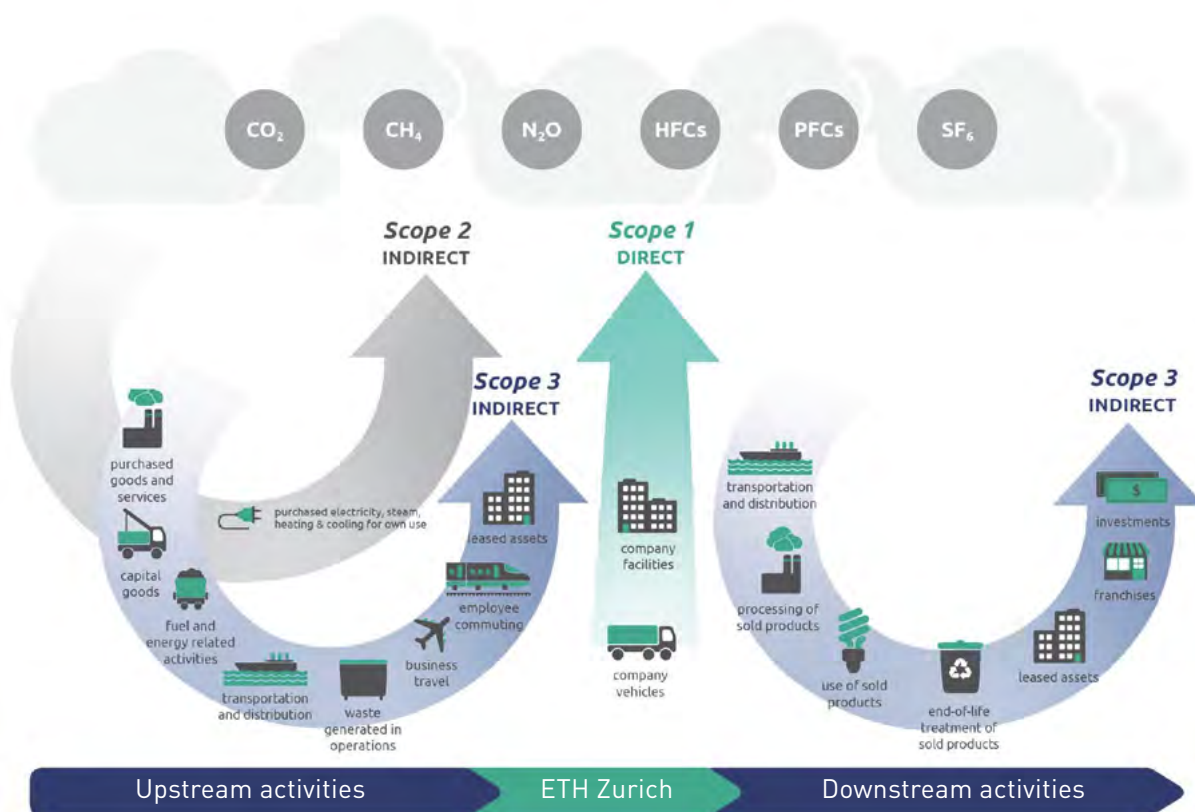 CO₂
CH₄
N₂O
HFCs
PFCs
SF₆
Scope 2
INDIRECT
Scope 1
DIRECT
Scope 3
INDIRECT
Scope 3
INDIRECT
purchased
goods and
services
capital
goods
fuel and
energy related
activities
purchased electricity, steam,
heating & cooling for own use
transportation
and distribution
waste
generated in
operations
business
travel
employee
commuting
leased assets
company
facilities
company
vehicles
transportation
and distribution
processing of
sold products
use of sold
products
end-of-life
treatment of
sold products
leased assets
franchises
$
investments
Upstream activities
ETH Zurich
Downstream activities